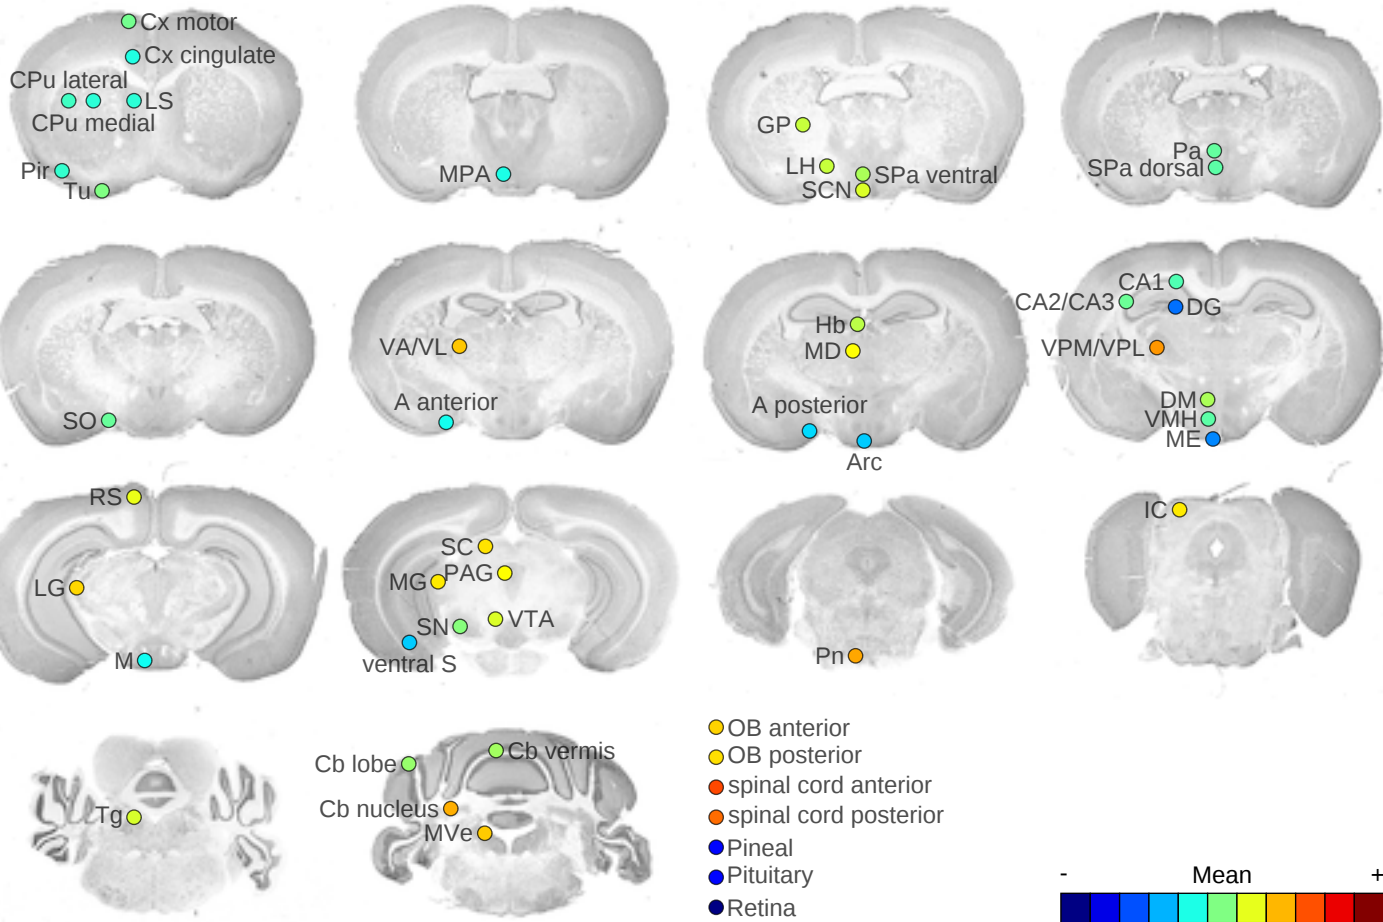 Cx motor
Cx cingulate
CPu lateral
LS
CPu medial
Pir
Tu
MPA
GP
LH
SPa ventral
SCN
Pa
SPa dorsal
SO
VA/VL
A anterior
Hb
MD
A posterior
Arc
CA1
CA2/CA3
DG
VPM/VPL
DM
VMH
ME
RS
LG
M
SC
MG
PAG
SN
VTA
ventral S
Pn
IC
Tg
Cb lobe
Cb vermis
Cb nucleus
MVe
OB anterior
OB posterior
spinal cord anterior
spinal cord posterior
Pineal
Pituitary
Retina
- Mean +